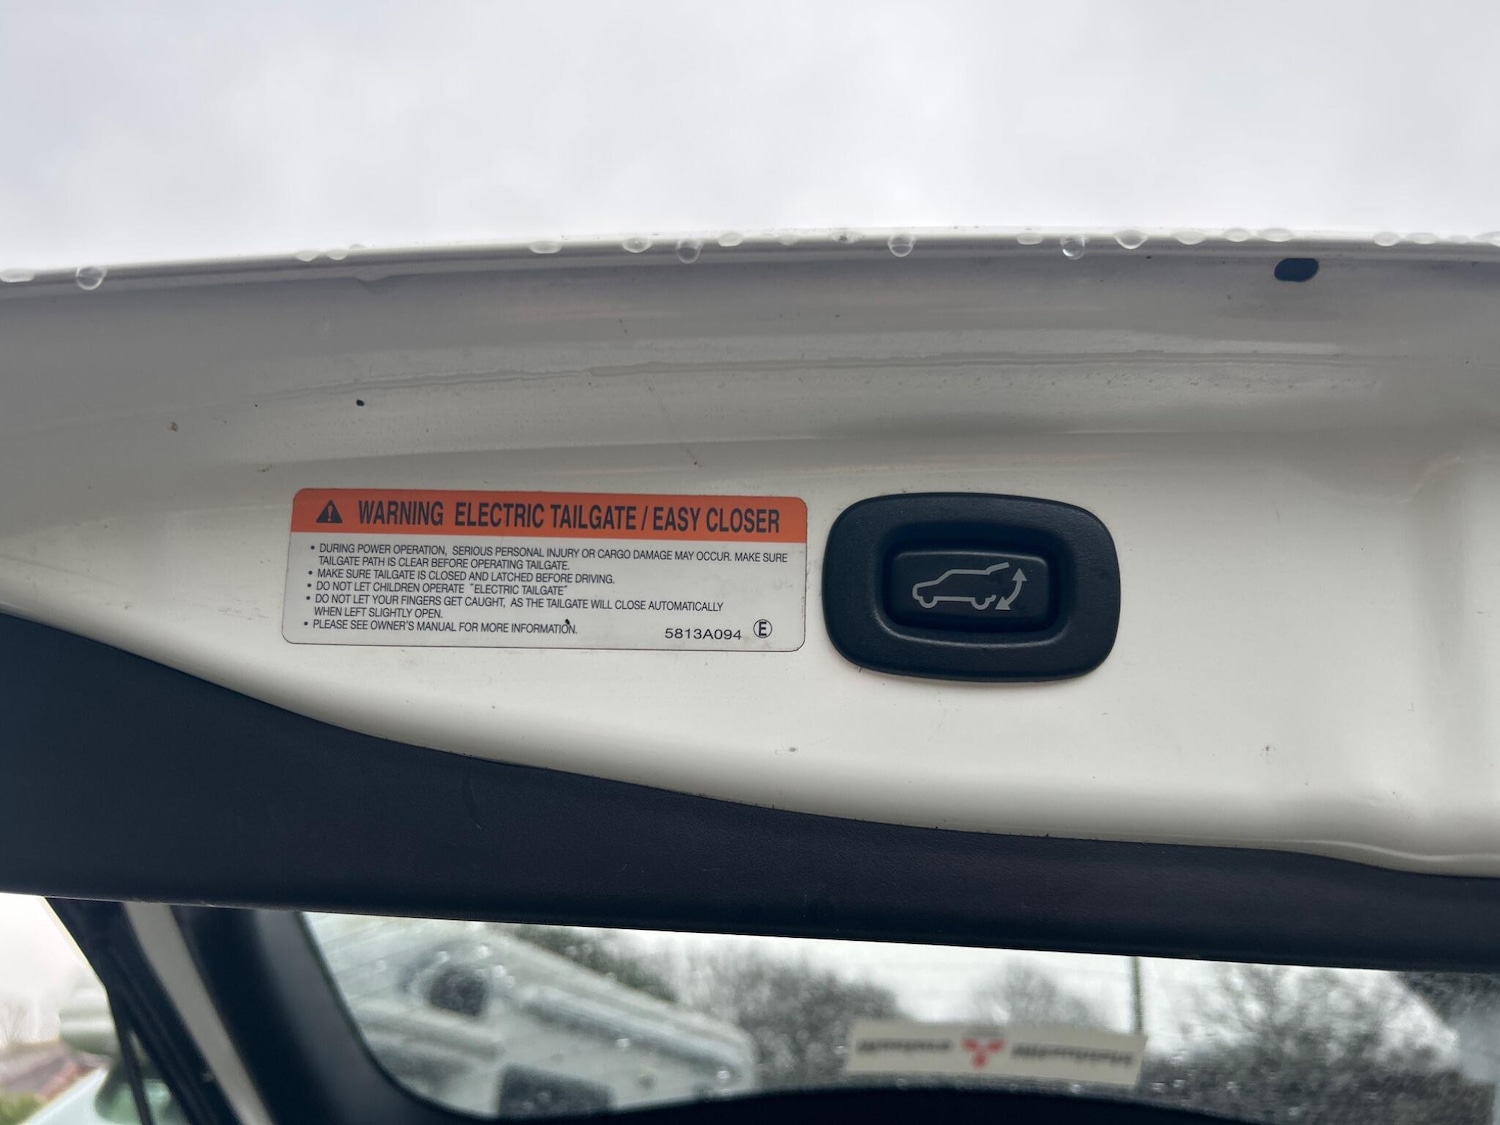 WARNING ELECTRIC TAILGATE / EASY CLOSER
• DURING POWER OPERATION, SERIOUS PERSONAL INJURY OR CARGO DAMAGE MAY OCCUR. MAKE SURE
TAILGATE PATH IS CLEAR BEFORE OPERATING TAILGATE.
• MAKE SURE TAILGATE IS CLOSED AND LATCHED BEFORE DRIVING.
• DO NOT LET CHILDREN OPERATE "ELECTRIC TAILGATE"
• DO NOT LET YOUR FINGERS GET CAUGHT, AS THE TAILGATE WILL CLOSE AUTOMATICALLY
WHEN LEFT SLIGHTLY OPEN.
• PLEASE SEE OWNER'S MANUAL FOR MORE INFORMATION.
5813A094 Ⓔ